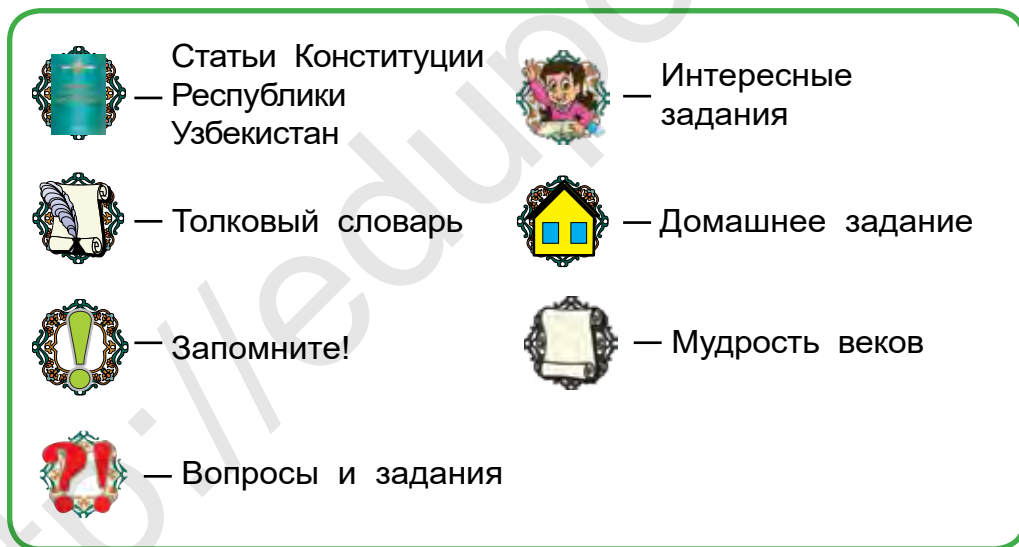 — Статьи Конституции
Республики
Узбекистан
— Толковый словарь
— Запомните!
— Вопросы и задания
— Интересные
задания
— Домашнее задание
— Мудрость веков